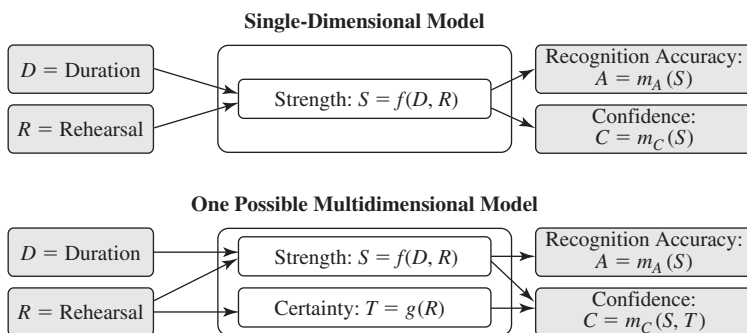 Single-Dimensional Model
D = Duration
R = Rehearsal
Strength: S = f(D, R)
Recognition Accuracy:
A = m_A(S)
Confidence:
C = m_C(S)
One Possible Multidimensional Model
D = Duration
R = Rehearsal
Strength: S = f(D, R)
Certainty: T = g(R)
Recognition Accuracy:
A = m_A(S)
Confidence:
C = m_C(S, T)